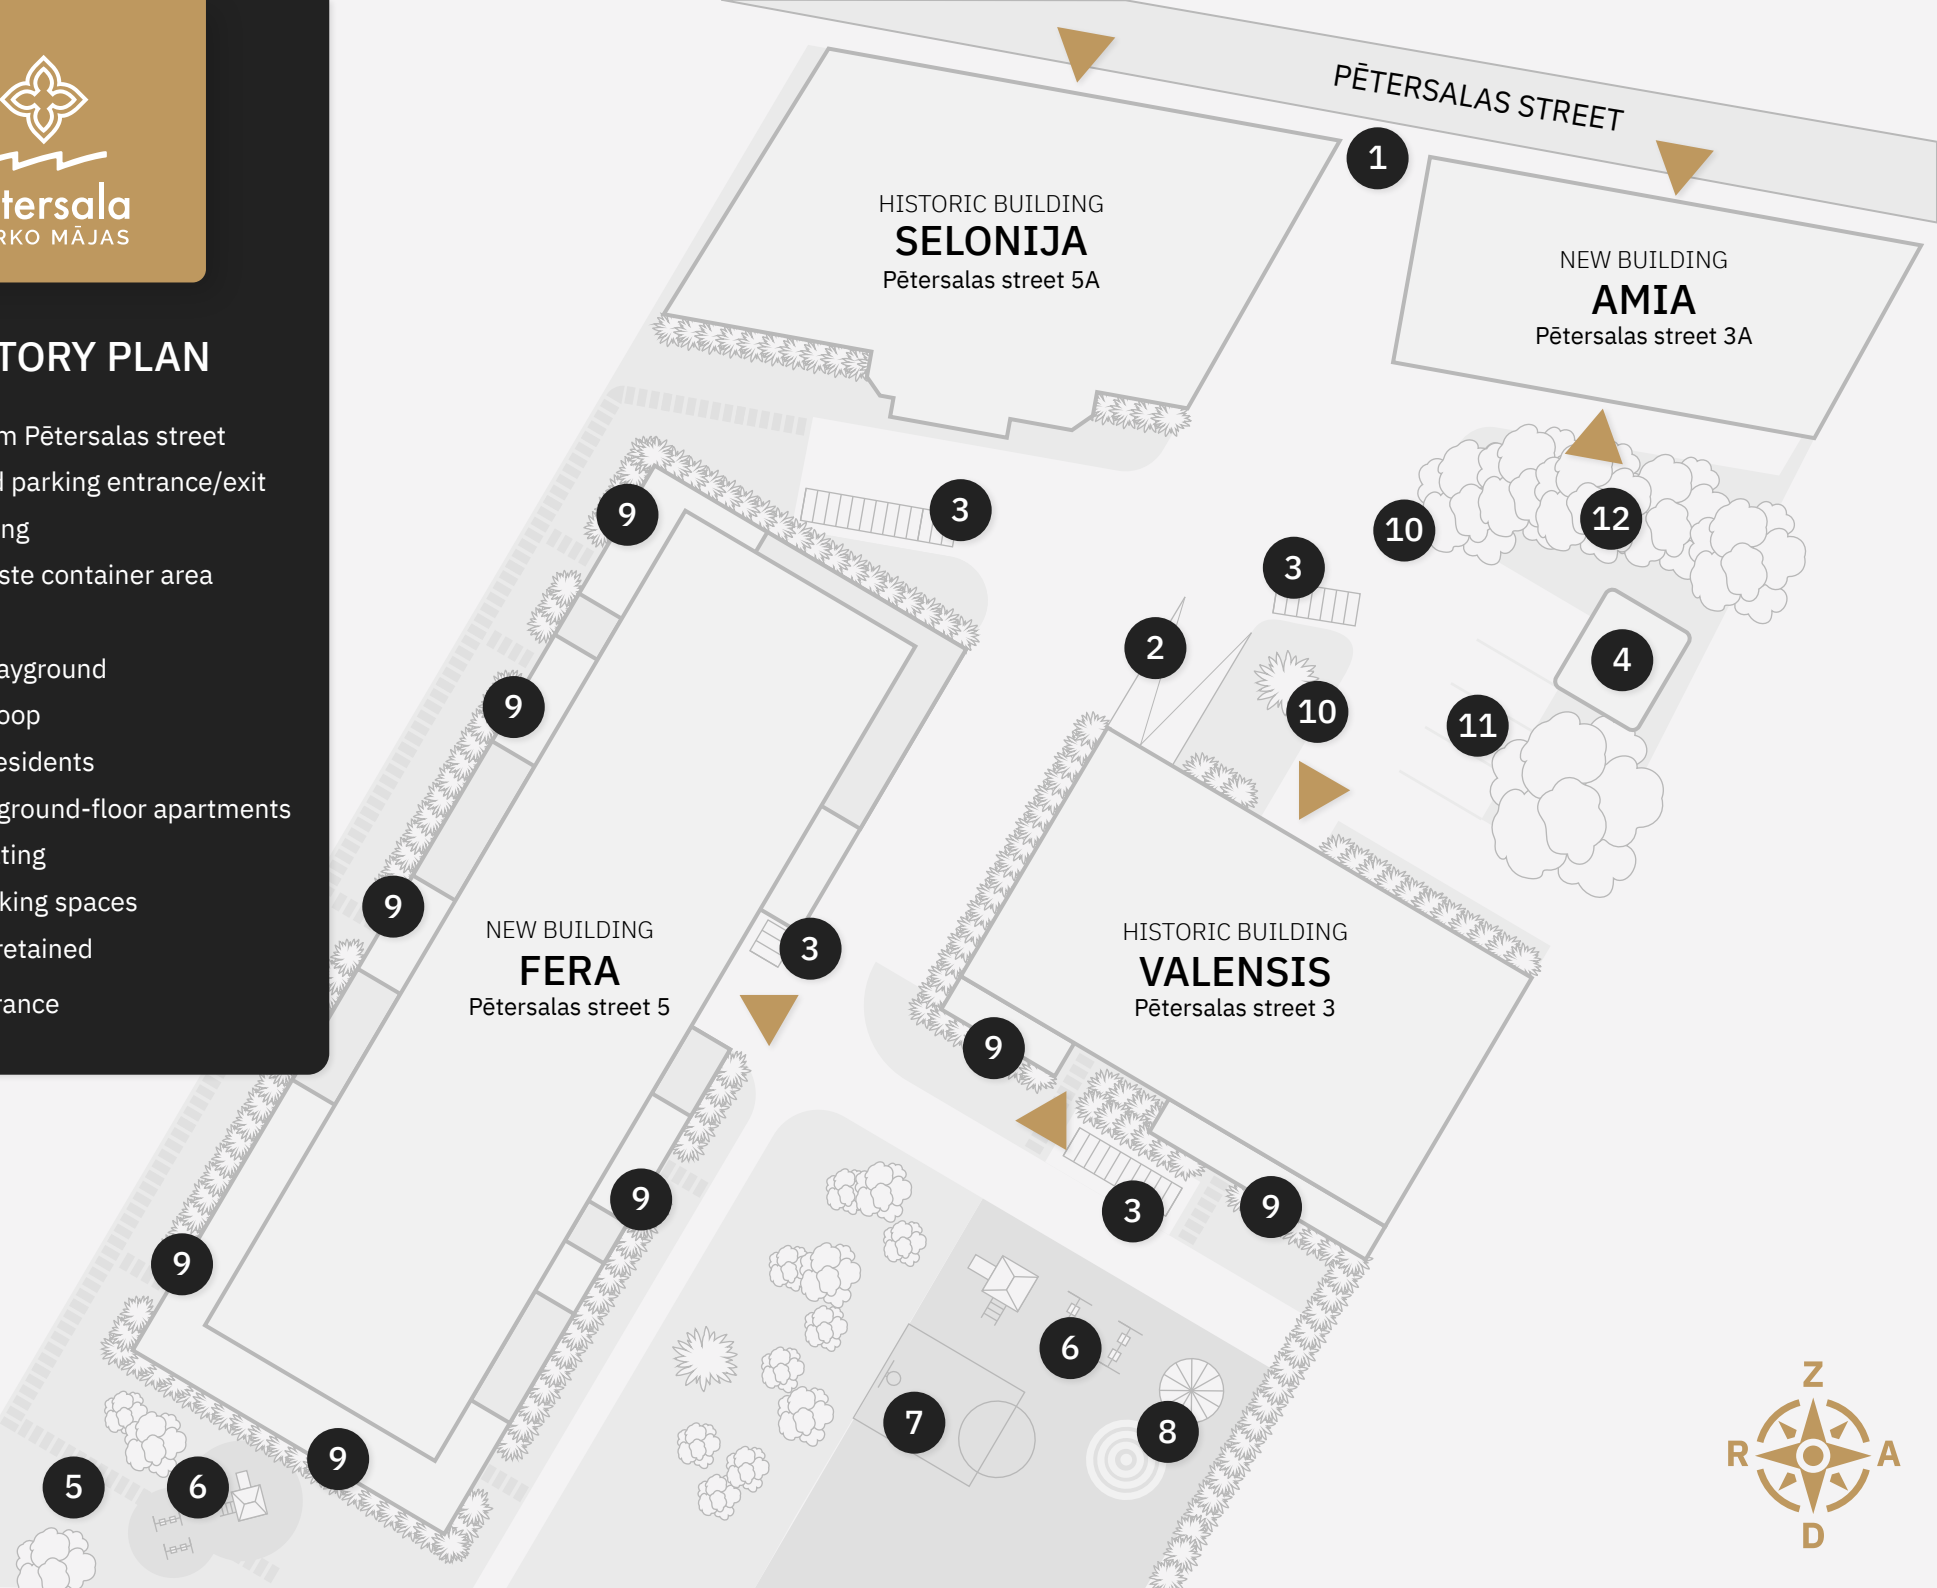 tersala
RKO MĀJAS
TORY PLAN
m Pētersalas street
d parking entrance/exit
ng
ste container area
ayground
oop
esidents
ground-floor apartments
ting
king spaces
retained
rance
PĒTERSALAS STREET
1
HISTORIC BUILDING
SELONIJA
Pētersalas street 5A
NEW BUILDING
AMIA
Pētersalas street 3A
9
3
10
12
3
2
4
9
10
11
9
3
NEW BUILDING
FERA
Pētersalas street 5
HISTORIC BUILDING
VALENSIS
Pētersalas street 3
9
9
3
9
9
6
7
8
9
5
6
Z
R
A
D